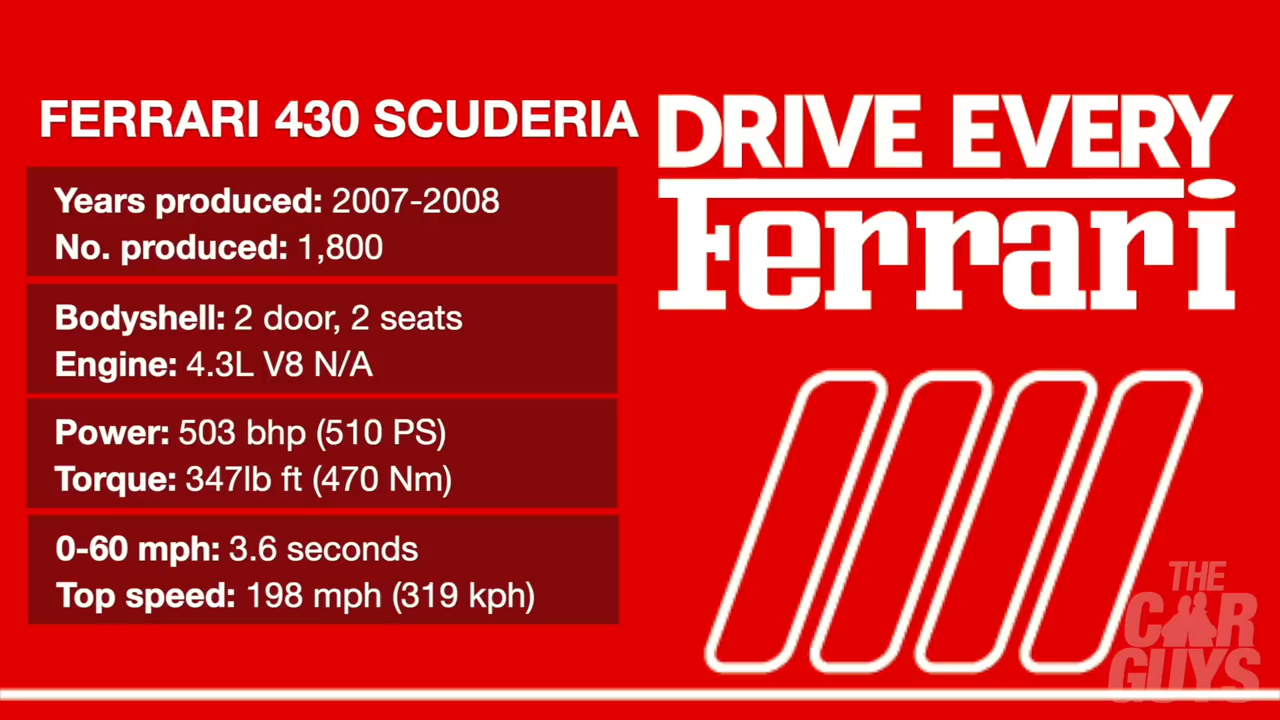 FERRARI 430 SCUDERIA
Years produced: 2007-2008
No. produced: 1,800
Bodyshell: 2 door, 2 seats
Engine: 4.3L V8 N/A
Power: 503 bhp (510 PS)
Torque: 347lb ft (470 Nm)
0-60 mph: 3.6 seconds
Top speed: 198 mph (319 kph)
DRIVE EVERY
Ferrari
THE
CAR
GUYS